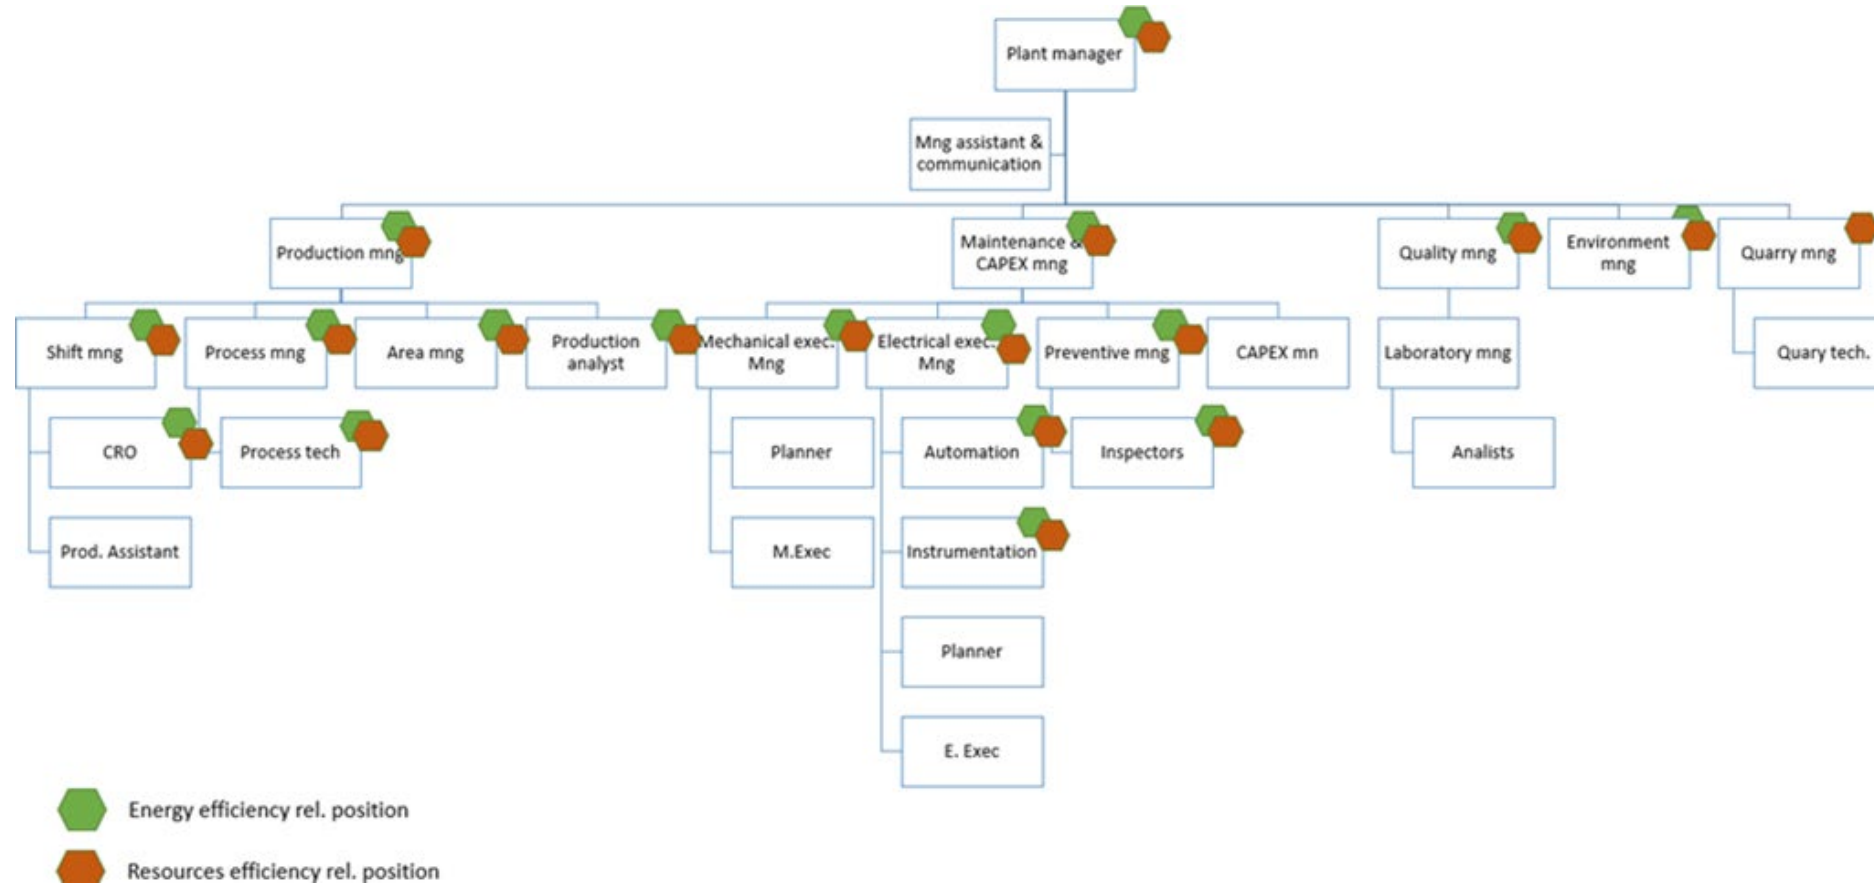 Plant manager
Mng assistant &
communication
Production mng
Maintenance &
CAPEX mng
Quality mng
Environment
mng
Quarry mng
Shift mng
Process mng
Area mng
Production
analyst
Mechanical exec.
Mng
Electrical exec.
Mng
Preventive mng
CAPEX mn
Laboratory mng
Quary tech.
CRO
Process tech
Planner
Automation
Inspectors
Analists
Prod. Assistant
M.Exec
Instrumentation
Planner
E. Exec
Energy efficiency rel. position
Resources efficiency rel. position